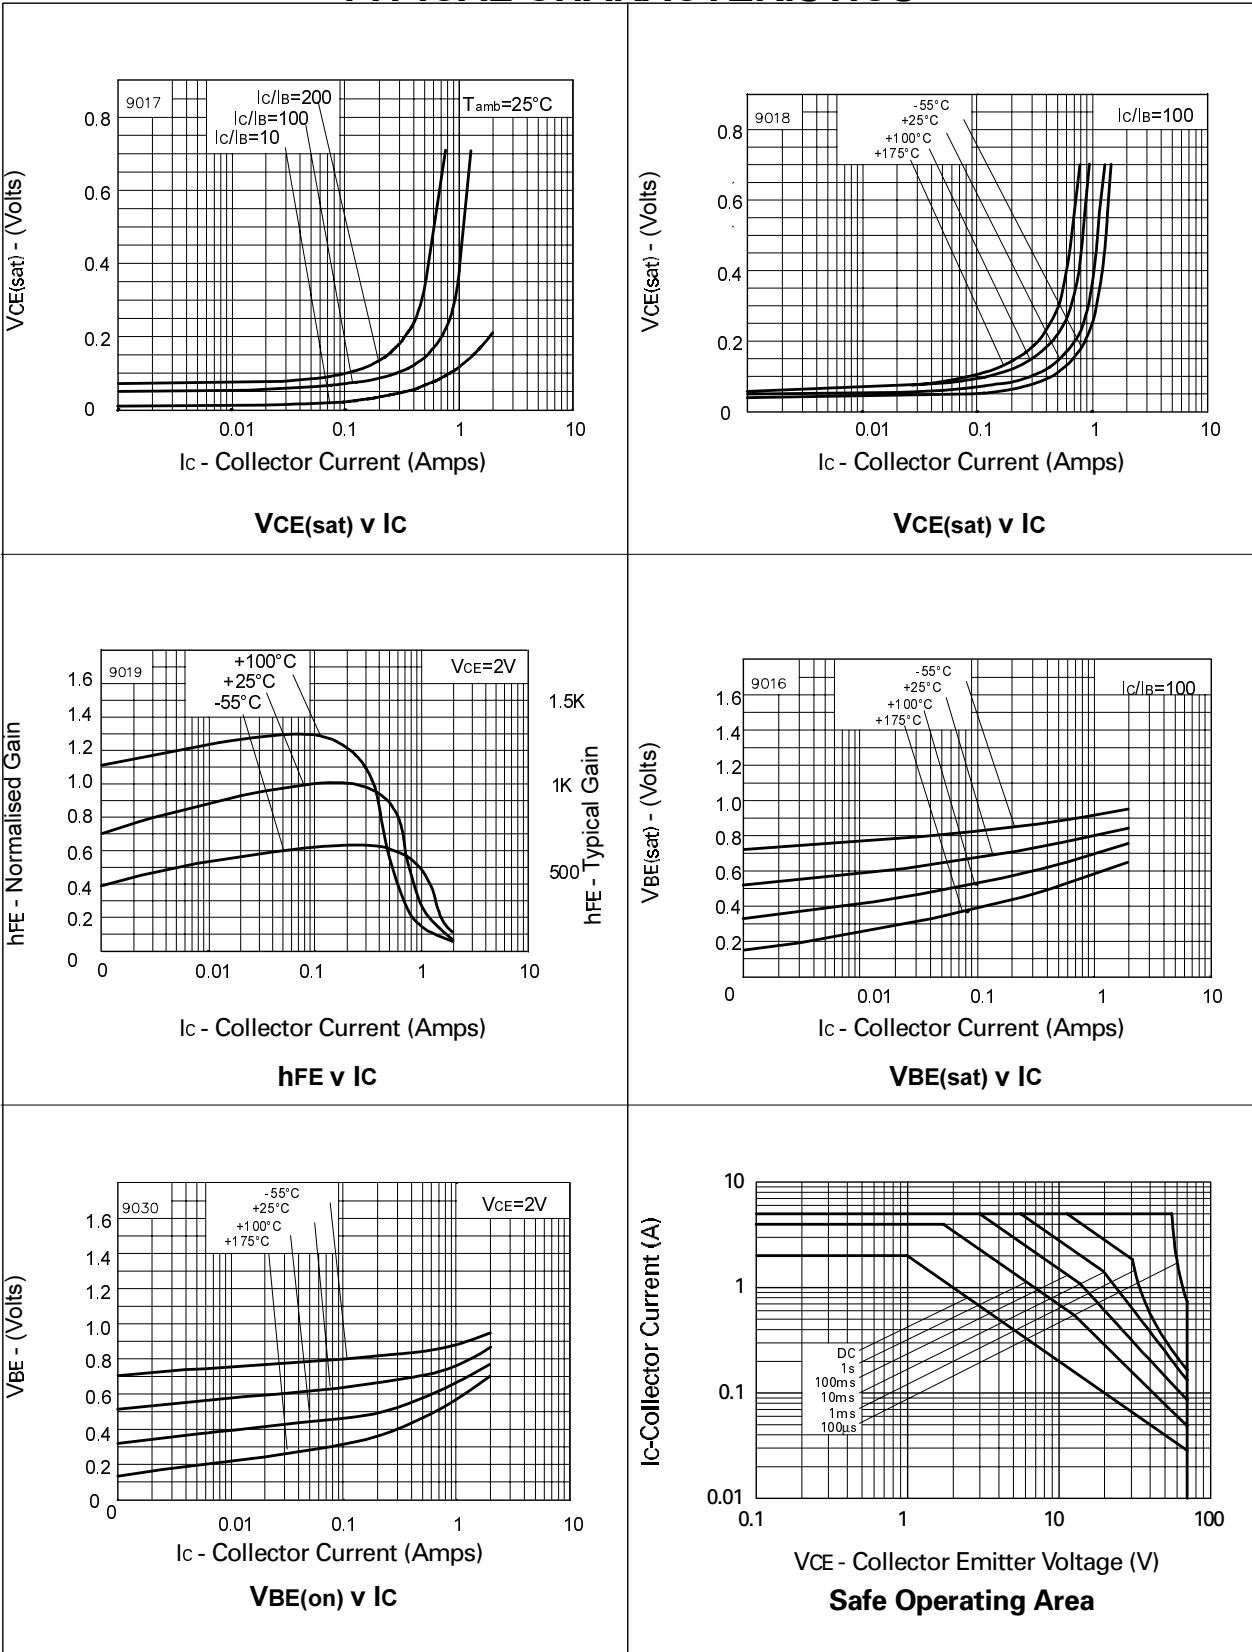 VCE(sat) - (Volts)
9017
IC/IB=200
IC/IB=100
IC/IB=10
Tamb=25°C
0.8
0.6
0.4
0.2
0
0.01
0.1
1
10
IC - Collector Current (Amps)
VCE(sat) v IC
VCE(sat) - (Volts)
9018
-55°C
+25°C
+100°C
+175°C
IC/IB=100
0.8
0.6
0.4
0.2
0
0.01
0.1
1
10
IC - Collector Current (Amps)
VCE(sat) v IC
hFE - Normalised Gain
9019
+100°C
+25°C
-55°C
VCE=2V
1.6
1.4
1.2
1.0
0.8
0.6
0.4
0.2
0
1.5K
1K
500
hFE - Typical Gain
0
0.01
0.1
1
10
IC - Collector Current (Amps)
hFE v IC
VBE(sat) - (Volts)
9016
-55°C
+25°C
+100°C
+175°C
IC/IB=100
1.6
1.4
1.2
1.0
0.8
0.6
0.4
0.2
0
0.01
0.1
1
10
IC - Collector Current (Amps)
VBE(sat) v IC
VBE - (Volts)
9030
-55°C
+25°C
+100°C
+175°C
VCE=2V
1.6
1.4
1.2
1.0
0.8
0.6
0.4
0.2
0
0
0.01
0.1
1
10
IC - Collector Current (Amps)
VBE(on) v IC
IC-Collector Current (A)
10
1
0.1
0.01
DC
1s
100ms
10ms
1ms
100µs
0.1
1
10
100
VCE - Collector Emitter Voltage (V)
Safe Operating Area